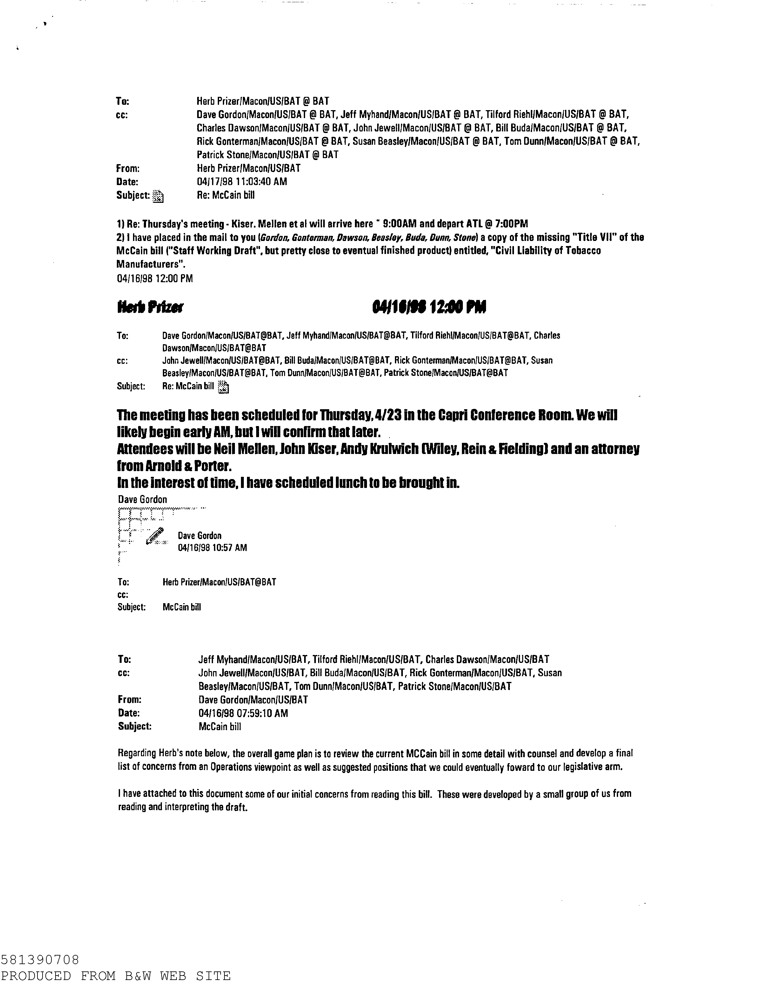 To: Herb Prizer/Macon/US/BAT @ BAT
cc: Dave Gordon/Macon/US/BAT @ BAT, Jeff Myhand/Macon/US/BAT @ BAT, Tilford Riehl/Macon/US/BAT @ BAT,
Charles Dawson/Macon/US/BAT @ BAT, John Jewell/Macon/US/BAT @ BAT, Bill Buda/Macon/US/BAT @ BAT,
Rick Gonterman/Macon/US/BAT @ BAT, Susan Beasley/Macon/US/BAT @ BAT, Tom Dunn/Macon/US/BAT @ BAT,
Patrick Stone/Macon/US/BAT @ BAT
From: Herb Prizer/Macon/US/BAT
Date: 04/17/98 11:03:40 AM
Subject: Re: McCain bill
1) Re: Thursday's meeting - Kiser. Mellen et al will arrive here ~ 9:00AM and depart ATL @ 7:00PM
2) I have placed in the mail to you (Gordon, Gonterman, Dawson, Beasley, Buda, Dunn, Stone) a copy of the missing "Title VII" of the
McCain bill ("Staff Working Draft", but pretty close to eventual finished product) entitled, "Civil Liability of Tobacco
Manufacturers".
04/16/98 12:00 PM
Herb Prizer 04/16/98 12:00 PM
To: Dave Gordon/Macon/US/BAT@BAT, Jeff Myhand/Macon/US/BAT@BAT, Tilford Riehl/Macon/US/BAT@BAT, Charles
Dawson/Macon/US/BAT@BAT
cc: John Jewell/Macon/US/BAT@BAT, Bill Buda/Macon/US/BAT@BAT, Rick Gonterman/Macon/US/BAT@BAT, Susan
Beasley/Macon/US/BAT@BAT, Tom Dunn/Macon/US/BAT@BAT, Patrick Stone/Macon/US/BAT@BAT
Subject: Re: McCain bill
The meeting has been scheduled for Thursday, 4/23 in the Capri Conference Room. We will
likely begin early AM, but I will confirm that later.
Attendees will be Neil Mellen, John Kiser, Andy Krulwich (Wiley, Rein & Fielding) and an attorney
from Arnold & Porter.
In the interest of time, I have scheduled lunch to be brought in.
Dave Gordon
Dave Gordon
04/16/98 10:57 AM
To: Herb Prizer/Macon/US/BAT@BAT
cc:
Subject: McCain bill
To: Jeff Myhand/Macon/US/BAT, Tilford Riehl/Macon/US/BAT, Charles Dawson/Macon/US/BAT
cc: John Jewell/Macon/US/BAT, Bill Buda/Macon/US/BAT, Rick Gonterman/Macon/US/BAT, Susan
Beasley/Macon/US/BAT, Tom Dunn/Macon/US/BAT, Patrick Stone/Macon/US/BAT
From: Dave Gordon/Macon/US/BAT
Date: 04/16/98 07:59:10 AM
Subject: McCain bill
Regarding Herb's note below, the overall game plan is to review the current MCCain bill in some detail with counsel and develop a final
list of concerns from an Operations viewpoint as well as suggested positions that we could eventually foward to our legislative arm.
I have attached to this document some of our initial concerns from reading this bill. These were developed by a small group of us from
reading and interpreting the draft.
581390708
PRODUCED FROM B&W WEB SITE